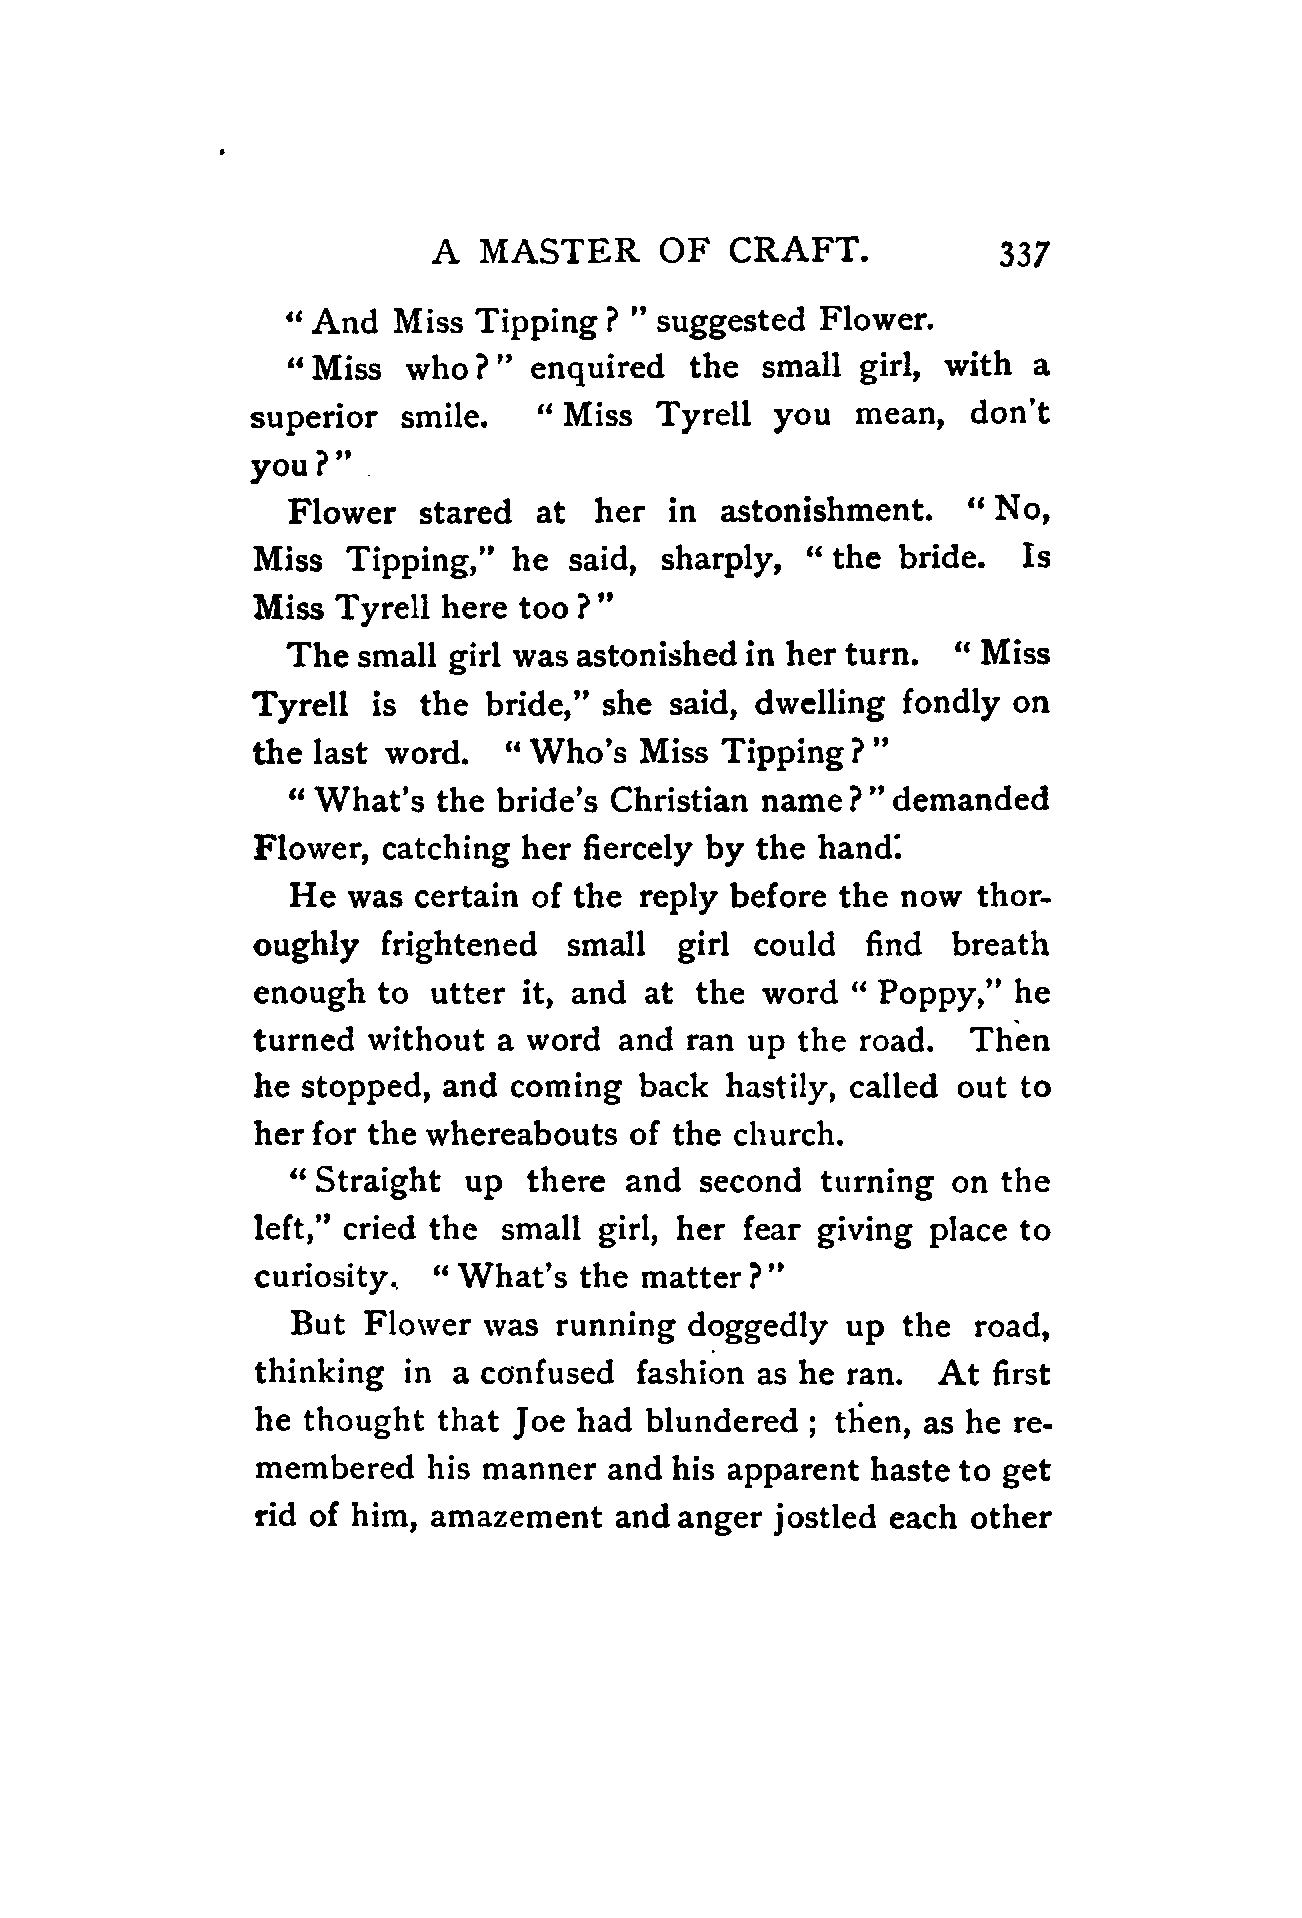 A MASTER OF CRAFT. 337
“And Miss Tipping?” suggested Flower.
“Miss who?” enquired the small girl, with a
superior smile. “Miss Tyrell you mean, don't
you?”
Flower stared at her in astonishment. “No,
Miss Tipping,” he said, sharply, “the bride. Is
Miss Tyrell here too?”
The small girl was astonished in her turn. “Miss
Tyrell is the bride,” she said, dwelling fondly on
the last word. “Who's Miss Tipping?”
“What's the bride's Christian name?” demanded
Flower, catching her fiercely by the hand.
He was certain of the reply before the now thor-
oughly frightened small girl could find breath
enough to utter it, and at the word “Poppy,” he
turned without a word and ran up the road. Then
he stopped, and coming back hastily, called out to
her for the whereabouts of the church.
“Straight up there and second turning on the
left,” cried the small girl, her fear giving place to
curiosity. “What's the matter?”
But Flower was running doggedly up the road,
thinking in a confused fashion as he ran. At first
he thought that Joe had blundered; then, as he re-
membered his manner and his apparent haste to get
rid of him, amazement and anger jostled each other